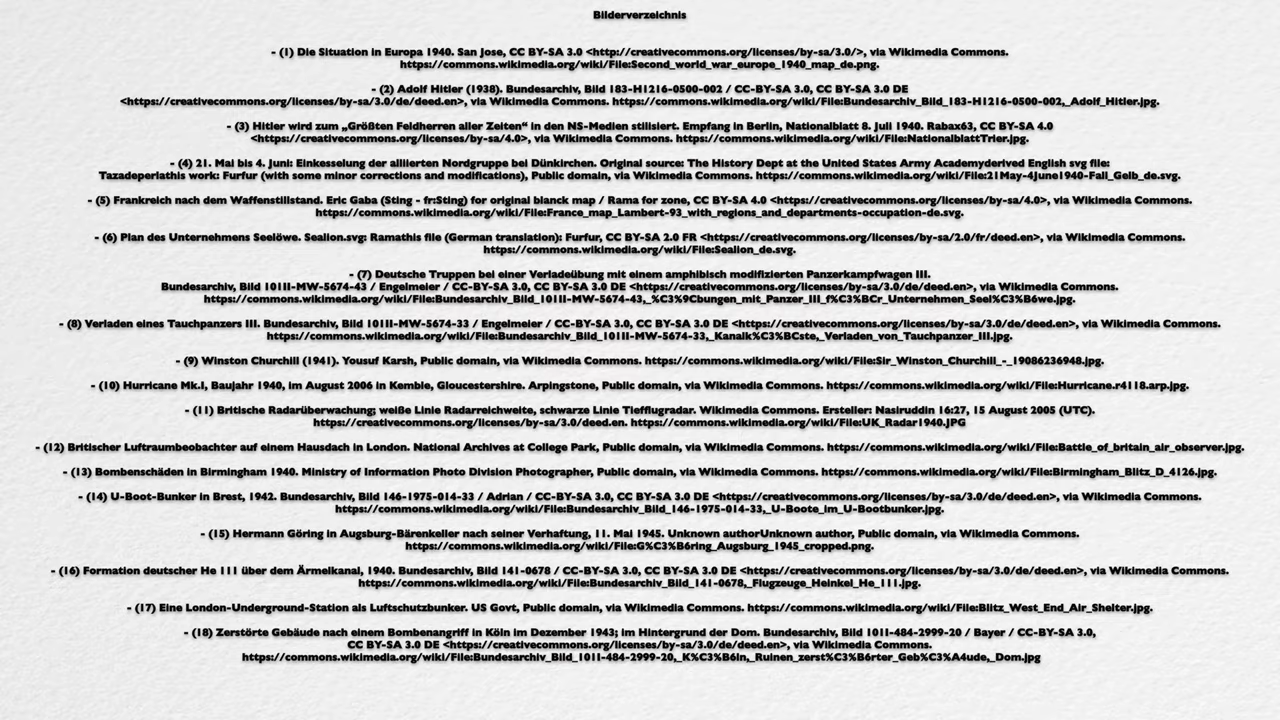 Bilderverzeichnis
- (1) Die Situation in Europa 1940. San Jose, CC BY-SA 3.0 <http://creativecommons.org/licenses/by-sa/3.0/>, via Wikimedia Commons.
https://commons.wikimedia.org/wiki/File:Second_world_war_europe_1940_map_de.png.
- (2) Adolf Hitler (1938). Bundesarchiv, Bild 183-H1216-0500-002 / CC-BY-SA 3.0, CC BY-SA 3.0 DE
<https://creativecommons.org/licenses/by-sa/3.0/de/deed.en>, via Wikimedia Commons. https://commons.wikimedia.org/wiki/File:Bundesarchiv_Bild_183-H1216-0500-002,_Adolf_Hitler.jpg.
- (3) Hitler wird zum „Größten Feldherren aller Zeiten“ in den NS-Medien stilisiert. Empfang in Berlin, Nationalblatt 8. Juli 1940. Rabax63, CC BY-SA 4.0
<https://creativecommons.org/licenses/by-sa/4.0>, via Wikimedia Commons. https://commons.wikimedia.org/wiki/File:NationalblattTrier.jpg.
- (4) 21. Mai bis 4. Juni: Einkesselung der alliierten Nordgruppe bei Dünkirchen. Original source: The History Dept at the United States Army Academyderived English svg file:
Tazadeperlathis work: Furfur (with some minor corrections and modifications), Public domain, via Wikimedia Commons. https://commons.wikimedia.org/wiki/File:21May-4June1940-Fall_Gelb_de.svg.
- (5) Frankreich nach dem Waffenstillstand. Eric Gaba (Sting - fr:Sting) for original blanck map / Rama for zone, CC BY-SA 4.0 <https://creativecommons.org/licenses/by-sa/4.0>, via Wikimedia Commons.
https://commons.wikimedia.org/wiki/File:France_map_Lambert-93_with_regions_and_departments-occupation-de.svg.
- (6) Plan des Unternehmens Seelöwe. Sealion.svg: Ramathis file (German translation): Furfur, CC BY-SA 2.0 FR <https://creativecommons.org/licenses/by-sa/2.0/fr/deed.en>, via Wikimedia Commons.
https://commons.wikimedia.org/wiki/File:Sealion_de.svg.
- (7) Deutsche Truppen bei einer Verladeübung mit einem amphibisch modifizierten Panzerkampfwagen III.
Bundesarchiv, Bild 101II-MW-5674-43 / Engelmeier / CC-BY-SA 3.0, CC BY-SA 3.0 DE <https://creativecommons.org/licenses/by-sa/3.0/de/deed.en>, via Wikimedia Commons.
https://commons.wikimedia.org/wiki/File:Bundesarchiv_Bild_101II-MW-5674-43,_%C3%9Cbungen_mit_Panzer_III_f%C3%BCr_Unternehmen_Seel%C3%B6we.jpg.
- (8) Verladen eines Tauchpanzers III. Bundesarchiv, Bild 101II-MW-5674-33 / Engelmeier / CC-BY-SA 3.0, CC BY-SA 3.0 DE <https://creativecommons.org/licenses/by-sa/3.0/de/deed.en>, via Wikimedia Commons.
https://commons.wikimedia.org/wiki/File:Bundesarchiv_Bild_101II-MW-5674-33,_Kanalk%C3%BCste,_Verladen_von_Tauchpanzer_III.jpg.
- (9) Winston Churchill (1941). Yousuf Karsh, Public domain, via Wikimedia Commons. https://commons.wikimedia.org/wiki/File:Sir_Winston_Churchill_-_19086236948.jpg.
- (10) Hurricane Mk.I, Baujahr 1940, im August 2006 in Kemble, Gloucestershire. Arpingstone, Public domain, via Wikimedia Commons. https://commons.wikimedia.org/wiki/File:Hurricane.r4118.arp.jpg.
- (11) Britische Radarüberwachung; weiße Linie Radarreichweite, schwarze Linie Tiefflugradar. Wikimedia Commons. Ersteller: Nasiruddin 16:27, 15 August 2005 (UTC).
https://creativecommons.org/licenses/by-sa/3.0/deed.en. https://commons.wikimedia.org/wiki/File:UK_Radar1940.JPG
- (12) Britischer Luftraumbeobachter auf einem Hausdach in London. National Archives at College Park, Public domain, via Wikimedia Commons. https://commons.wikimedia.org/wiki/File:Battle_of_britain_air_observer.jpg.
- (13) Bombenschäden in Birmingham 1940. Ministry of Information Photo Division Photographer, Public domain, via Wikimedia Commons. https://commons.wikimedia.org/wiki/File:Birmingham_Blitz_D_4126.jpg.
- (14) U-Boot-Bunker in Brest, 1942. Bundesarchiv, Bild 146-1975-014-33 / Adrian / CC-BY-SA 3.0, CC BY-SA 3.0 DE <https://creativecommons.org/licenses/by-sa/3.0/de/deed.en>, via Wikimedia Commons.
https://commons.wikimedia.org/wiki/File:Bundesarchiv_Bild_146-1975-014-33,_U-Boote_im_U-Bootbunker.jpg.
- (15) Hermann Göring in Augsburg-Bärenkeller nach seiner Verhaftung, 11. Mai 1945. Unknown authorUnknown author, Public domain, via Wikimedia Commons.
https://commons.wikimedia.org/wiki/File:G%C3%B6ring_Augsburg_1945_cropped.png.
- (16) Formation deutscher He 111 über dem Ärmelkanal, 1940. Bundesarchiv, Bild 141-0678 / CC-BY-SA 3.0, CC BY-SA 3.0 DE <https://creativecommons.org/licenses/by-sa/3.0/de/deed.en>, via Wikimedia Commons.
https://commons.wikimedia.org/wiki/File:Bundesarchiv_Bild_141-0678,_Flugzeuge_Heinkel_He_111.jpg.
- (17) Eine London-Underground-Station als Luftschutzbunker. US Govt, Public domain, via Wikimedia Commons. https://commons.wikimedia.org/wiki/File:Blitz_West_End_Air_Shelter.jpg.
- (18) Zerstörte Gebäude nach einem Bombenangriff in Köln im Dezember 1943; im Hintergrund der Dom. Bundesarchiv, Bild 101I-484-2999-20 / Bayer / CC-BY-SA 3.0,
CC BY-SA 3.0 DE <https://creativecommons.org/licenses/by-sa/3.0/de/deed.en>, via Wikimedia Commons.
https://commons.wikimedia.org/wiki/File:Bundesarchiv_Bild_101I-484-2999-20,_K%C3%B6ln,_Ruinen_zerst%C3%B6rter_Geb%C3%A4ude,_Dom.jpg